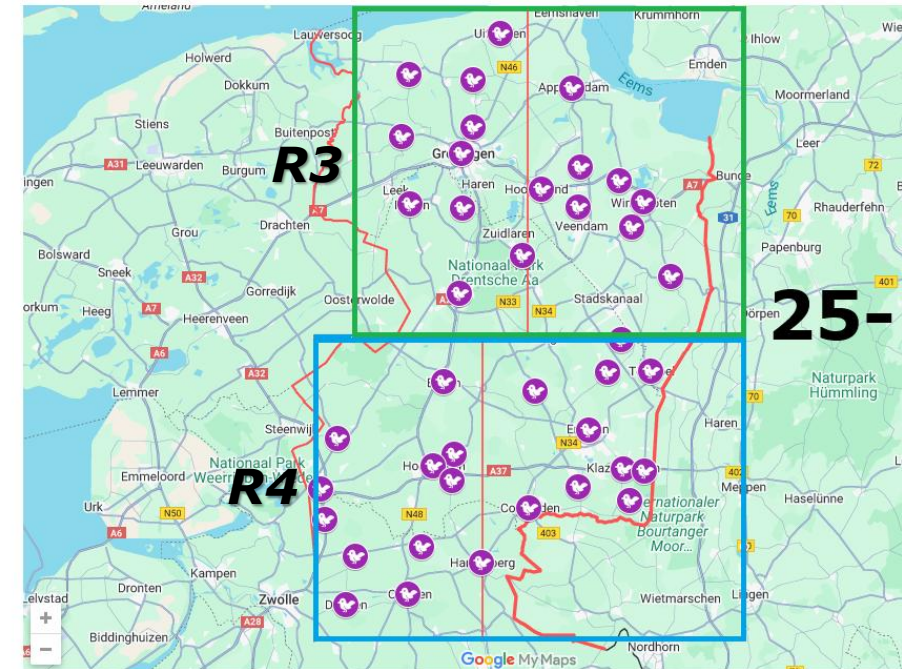 Ameland
Lauwersoog
Eemshaven
Krummhorn
Holwerd
N46
Ihlow
Emden
Dokkum
Eems
Moormerland
Stiens
Buitenpost
R3
A31
Leeuwarden
Burgum
Leer
72
Haren
A7
Bunde
Leek
A7
31
Eems
70
Rhauderfehn
Grou
Drachten
Zuidlaren
Veendam
Papenburg
Bolsward
Sneek
A32
Nationaal Park
Drentsche Aa
401
25-
Gorredijk
Oosterwolde
N33
Stadskanaal
Heeg
A7
Heerenveen
N34
A6
A32
Naturpark
Hümmling
Lemmer
70
Steenwijk
Haren
N34
Nationaal Park
A37
402
Meppen
Emmeloord
R4
Haselünne
Urk
N50
N48
403
Internationaler
Naturpark
Bourtanger
Moor...
A6
Kampen
Dronten
Zwolle
Wietmarschen
Lingen
Lelystad
+
A28
−
Biddinghuizen
Nordhorn
Google My Maps